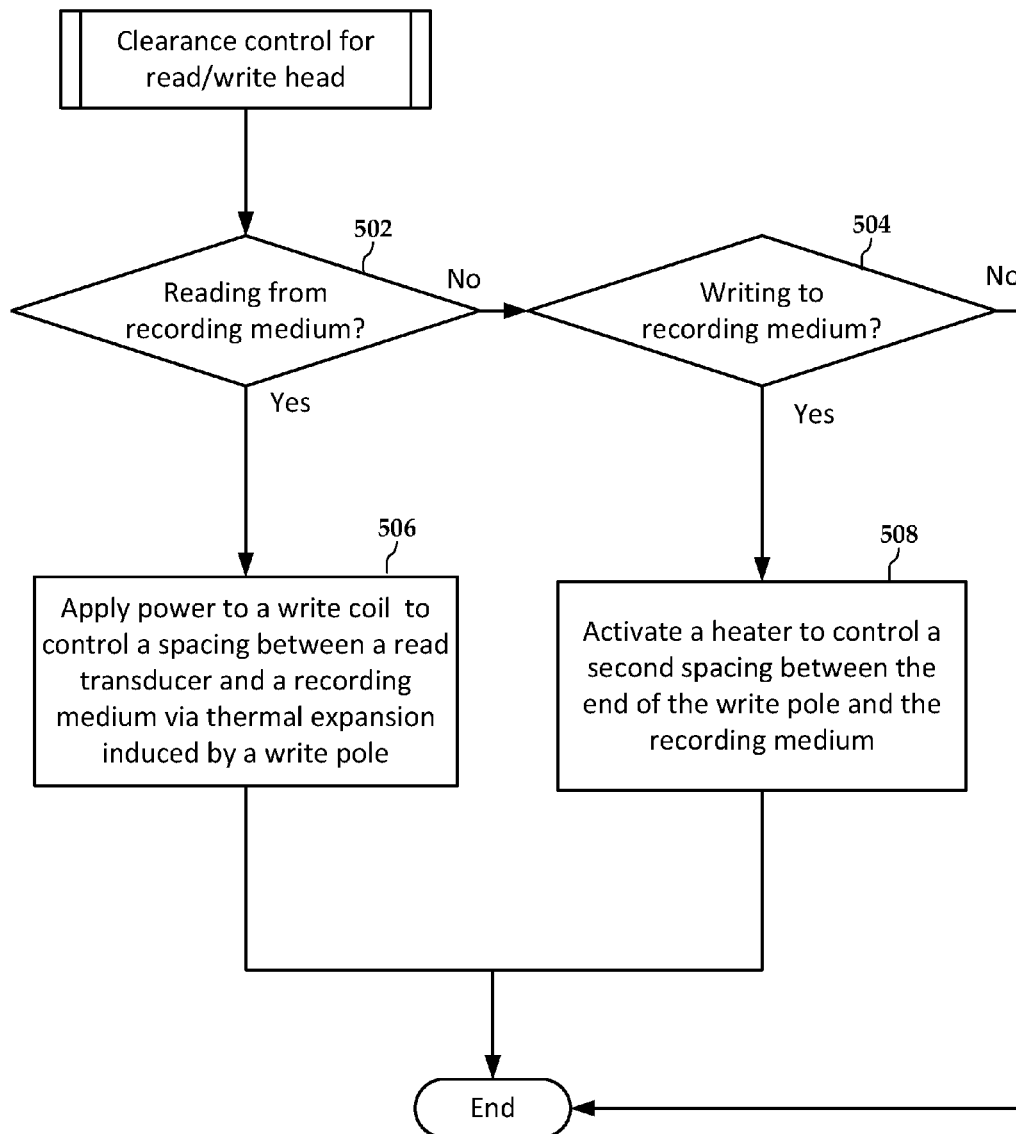 Clearance control for
read/write head
502
504
Reading from
recording medium?
No
Writing to
recording medium?
No
Yes
Yes
506
508
Apply power to a write coil to
control a spacing between a read
transducer and a recording
medium via thermal expansion
induced by a write pole
Activate a heater to control a
second spacing between the
end of the write pole and the
recording medium
End